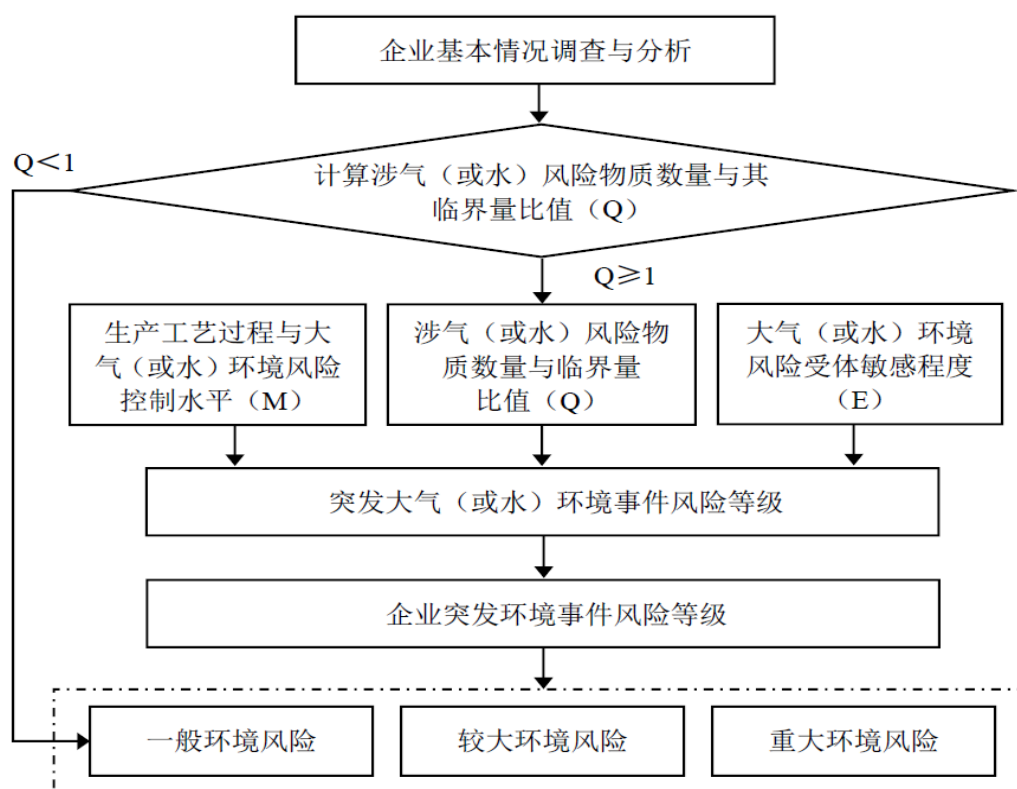 企业基本情况调查与分析
Q＜1
计算涉气（或水）风险物质数量与其
临界量比值（Q）
Q≥1
生产工艺过程与大
气（或水）环境风险
控制水平（M）
涉气（或水）风险物
质数量与临界量
比值（Q）
大气（或水）环境
风险受体敏感程度
（E）
突发大气（或水）环境事件风险等级
企业突发环境事件风险等级
一般环境风险
较大环境风险
重大环境风险